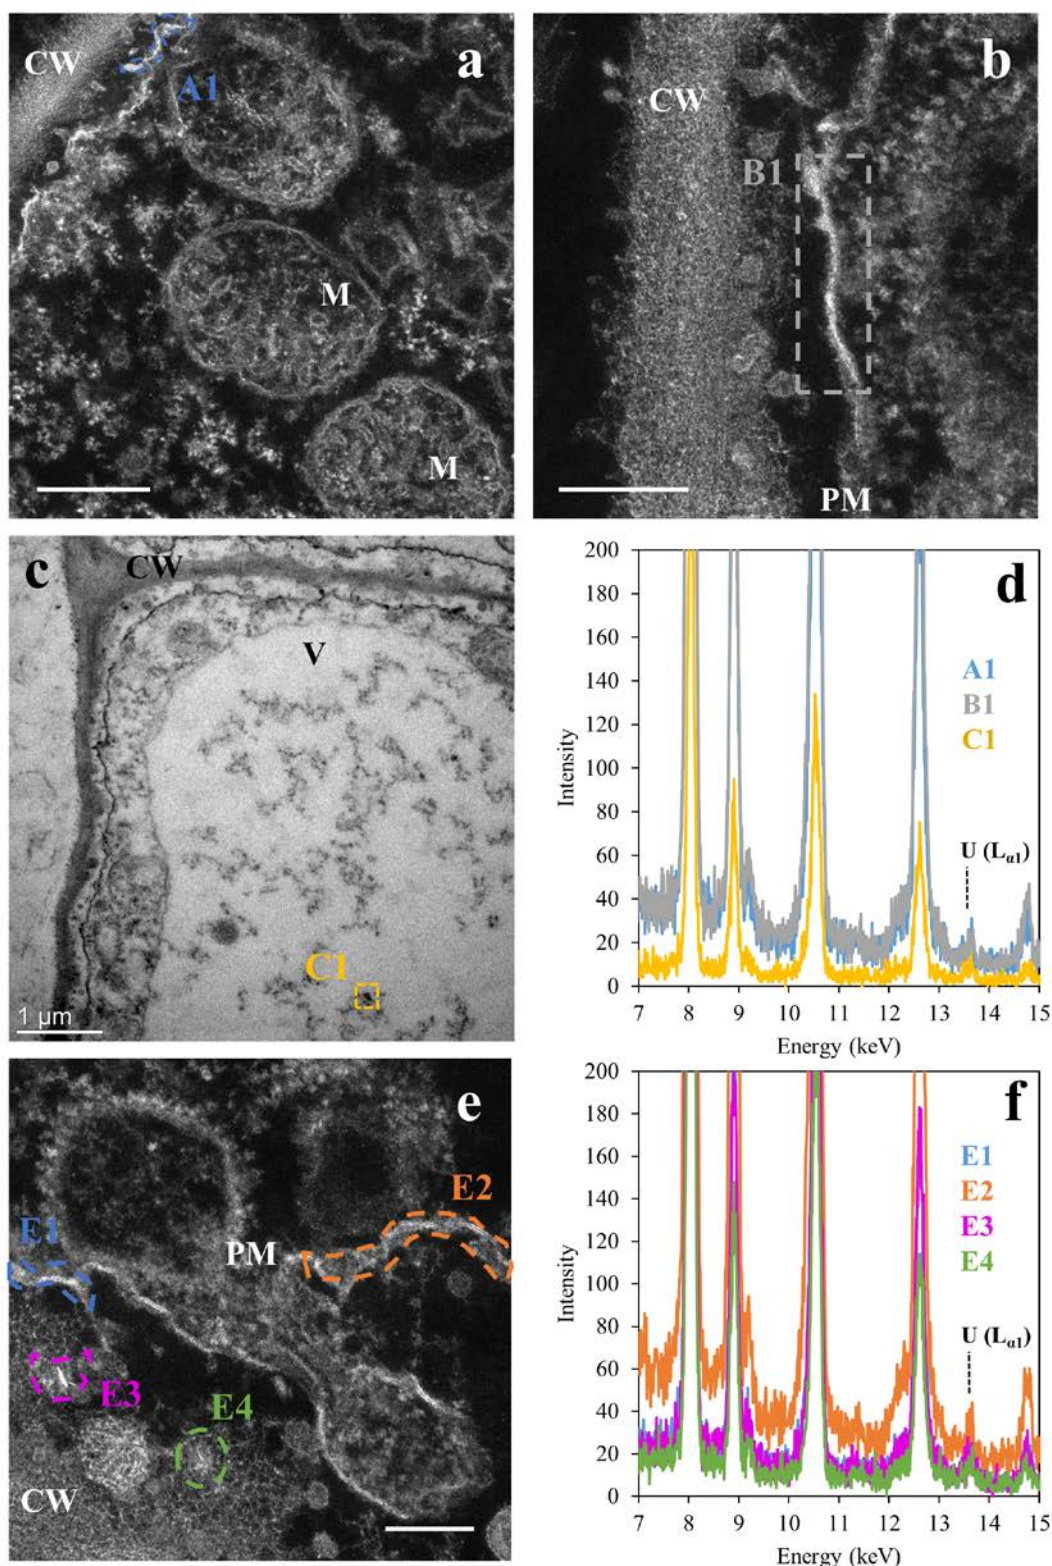 a
CW
A1
M
M
b
CW
B1
PM
c
CW
V
C1
1 µm
d
200
180
160
140
120
100
80
60
40
20
0
Intensity
A1
B1
C1
U (Lα1)
7 8 9 10 11 12 13 14 15
Energy (keV)
e
E1
PM
E2
E3
E4
CW
f
200
180
160
140
120
100
80
60
40
20
0
Intensity
E1
E2
E3
E4
U (Lα1)
7 8 9 10 11 12 13 14 15
Energy (keV)